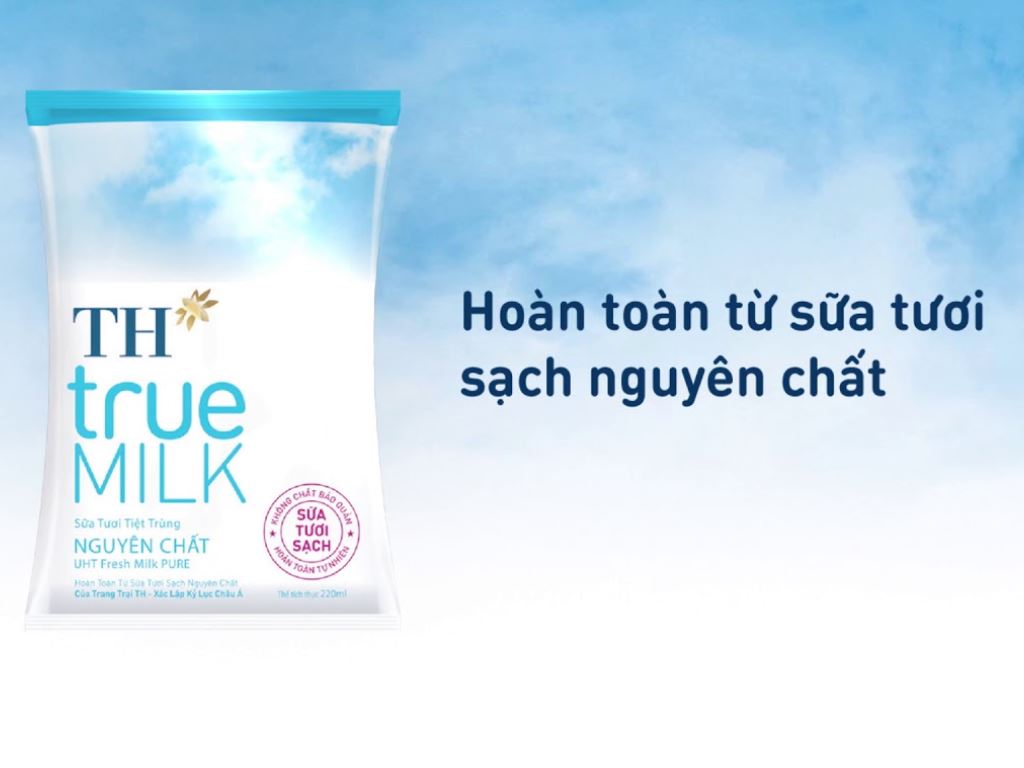 TH
true
MILK
Sữa Tươi Tiệt Trùng
NGUYÊN CHẤT
UHT Fresh Milk PURE
Hoàn Toàn Từ Sữa Tươi Sạch Nguyên Chất
Của Trang Trại TH - Xác Lập Kỷ Lục Châu Á
KHÔNG CHẤT BẢO QUẢN
SỮA
TƯƠI
SẠCH
HOÀN TOÀN TỰ NHIÊN
Thể tích thực 220ml
Hoàn toàn từ sữa tươi
sạch nguyên chất